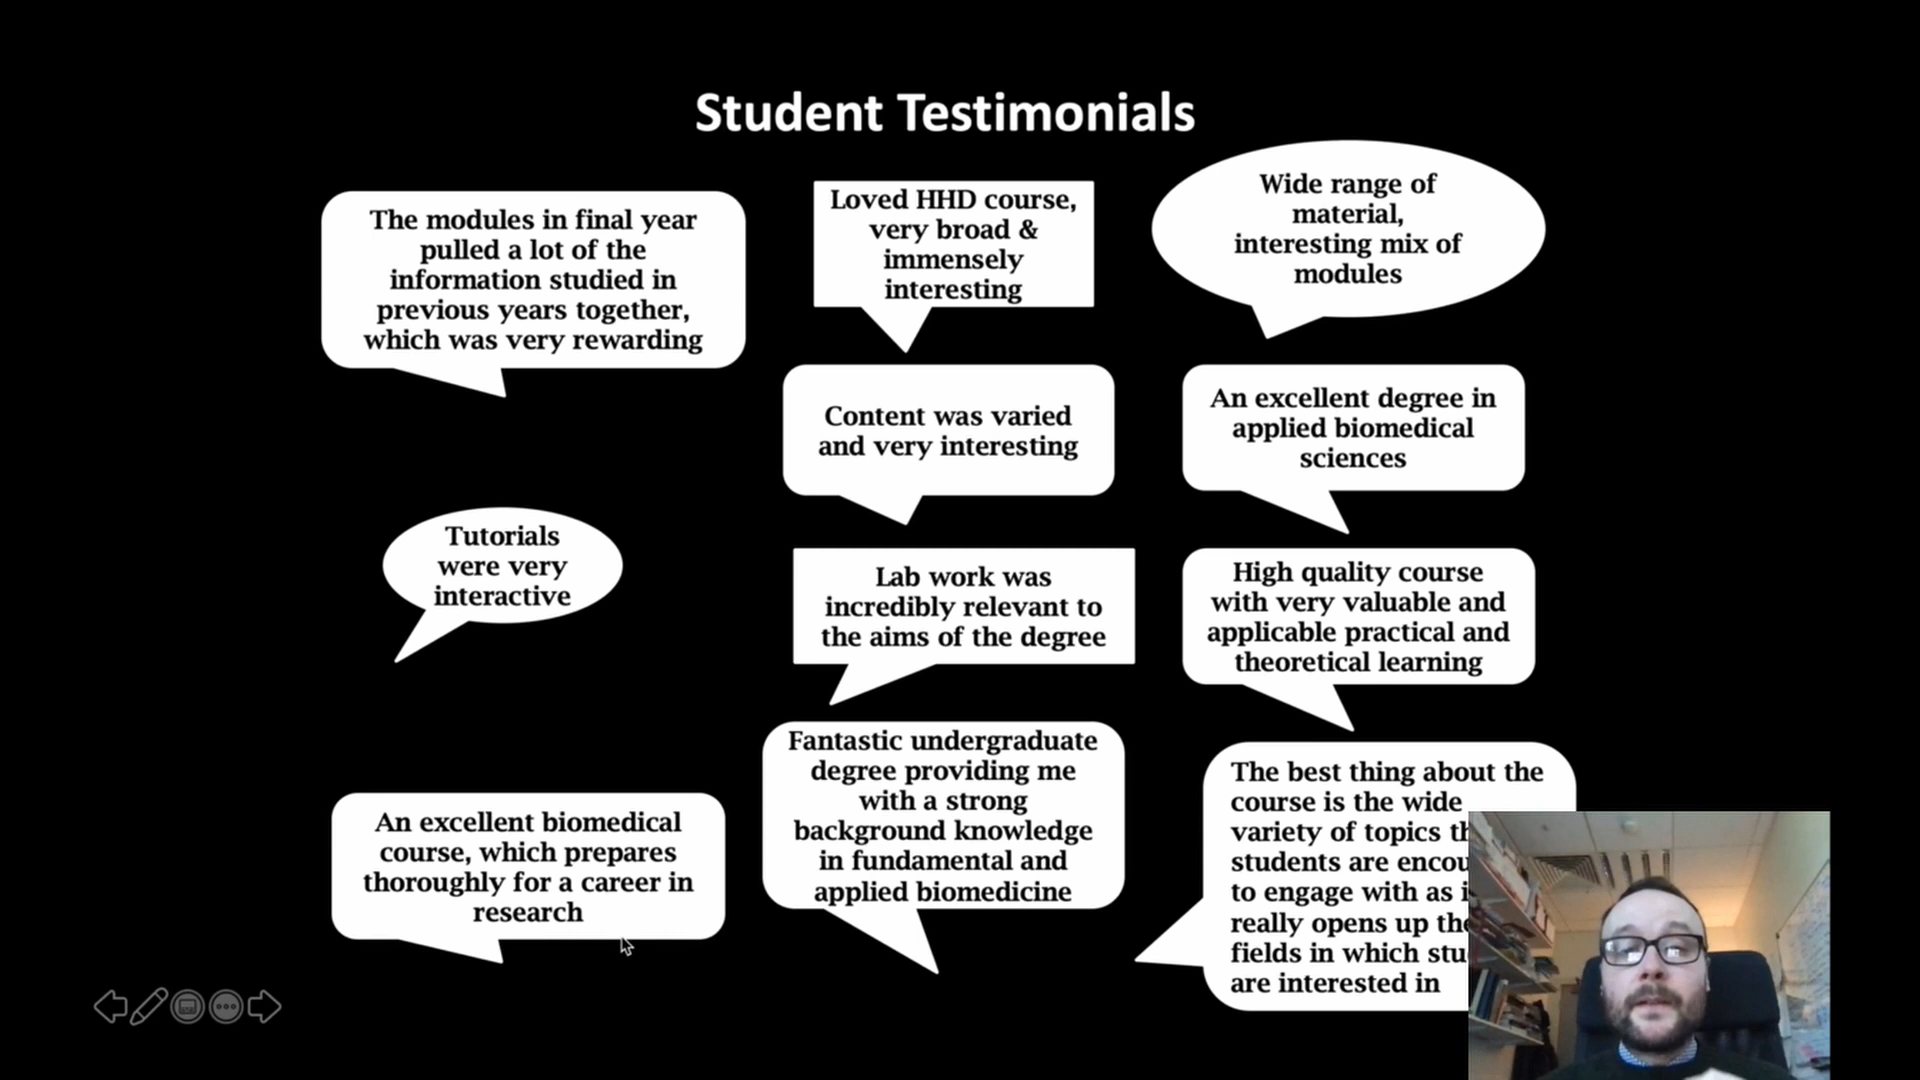 Student Testimonials
The modules in final year
pulled a lot of the
information studied in
previous years together,
which was very rewarding
Loved HHD course,
very broad &
immensely
interesting
Wide range of
material,
interesting mix of
modules
Content was varied
and very interesting
An excellent degree in
applied biomedical
sciences
Tutorials
were very
interactive
Lab work was
incredibly relevant to
the aims of the degree
High quality course
with very valuable and
applicable practical and
theoretical learning
An excellent biomedical
course, which prepares
thoroughly for a career in
research
Fantastic undergraduate
degree providing me
with a strong
background knowledge
in fundamental and
applied biomedicine
The best thing about the
course is the wide
variety of topics
students are
to engage with as
really opens up
fields in which
are interested in